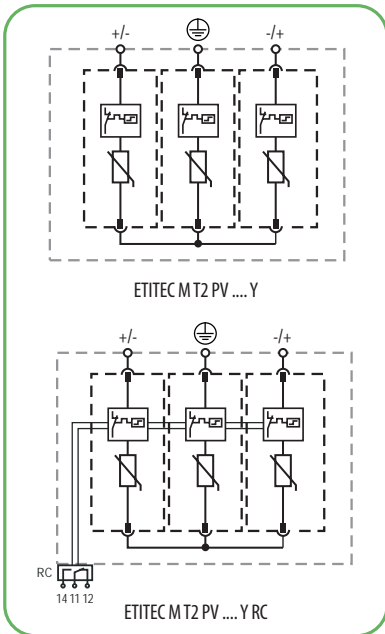 +/- -/+
ETITEC M T2 PV .... Y
+/- -/+
RC
14 11 12
ETITEC M T2 PV .... Y RC